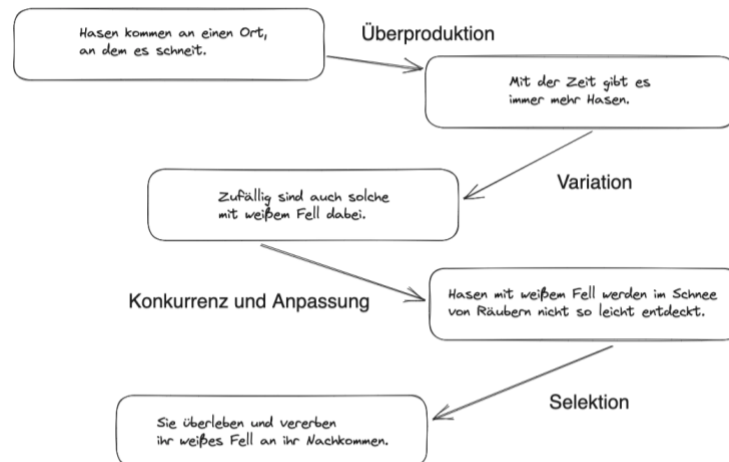 Hasen kommen an einen Ort,
an dem es schneit.
Überproduktion
Mit der Zeit gibt es
immer mehr Hasen.
Variation
Zufällig sind auch solche
mit weißem Fell dabei.
Konkurrenz und Anpassung
Hasen mit weißem Fell werden im Schnee
von Räubern nicht so leicht entdeckt.
Selektion
Sie überleben und vererben
ihr weißes Fell an ihr Nachkommen.